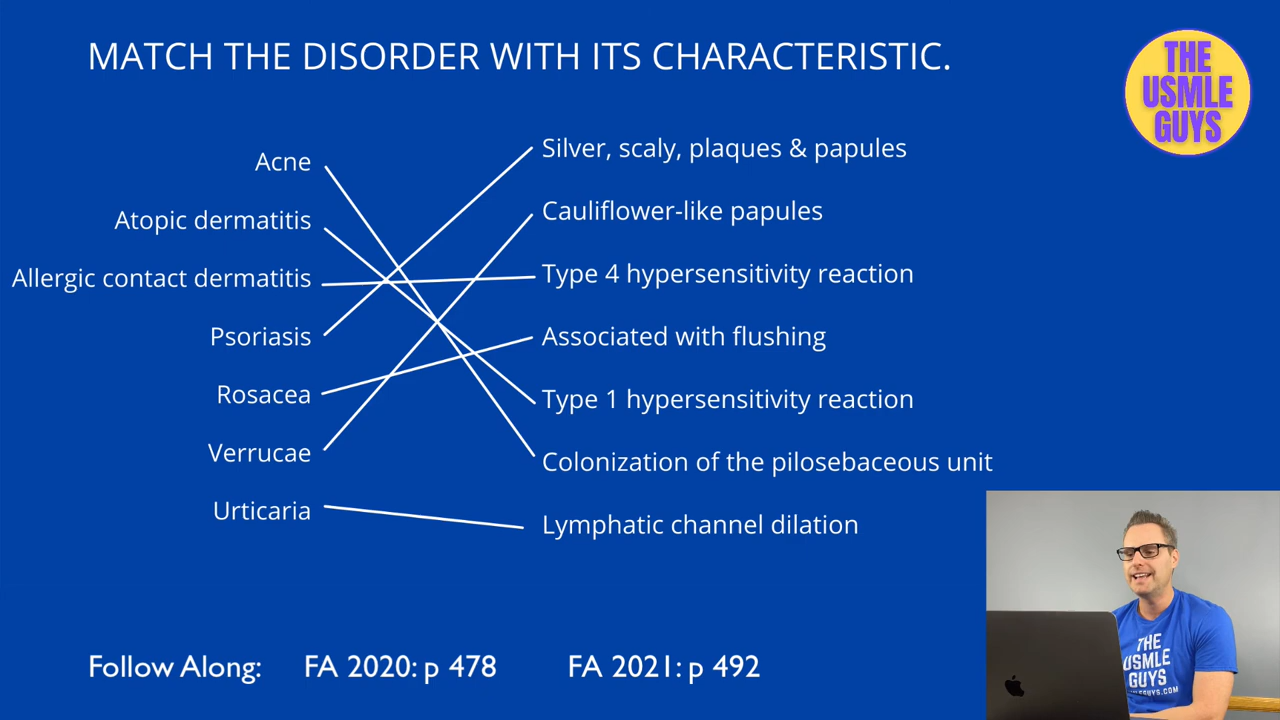 MATCH THE DISORDER WITH ITS CHARACTERISTIC.
THE
USMLE
GUYS
Acne
Atopic dermatitis
Allergic contact dermatitis
Psoriasis
Rosacea
Verrucae
Urticaria
Silver, scaly, plaques & papules
Cauliflower-like papules
Type 4 hypersensitivity reaction
Associated with flushing
Type 1 hypersensitivity reaction
Colonization of the pilosebaceous unit
Lymphatic channel dilation
THE
USMLE
GUYS
Follow Along: FA 2020: p 478 FA 2021: p 492